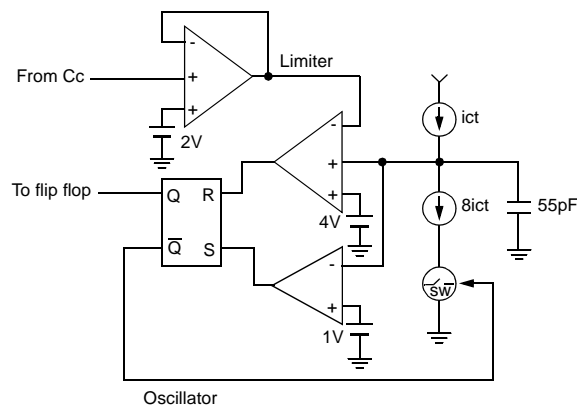 Limiter
From Cc
-
+
+
2V
ict
-
+
+
4V
8ict
55pF
To flip flop
Q R
Q̅ S
-
+
1V
sw
Oscillator